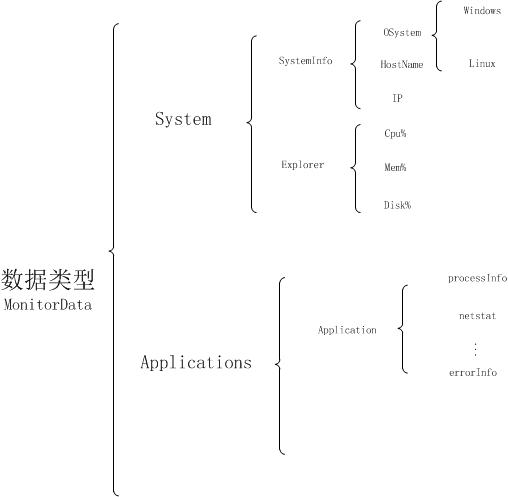 数据类型
MonitorData
System
SystemInfo
OSystem
Windows
Linux
HostName
IP
Explorer
Cpu%
Mem%
Disk%
Applications
Application
processInfo
netstat
⋮
errorInfo